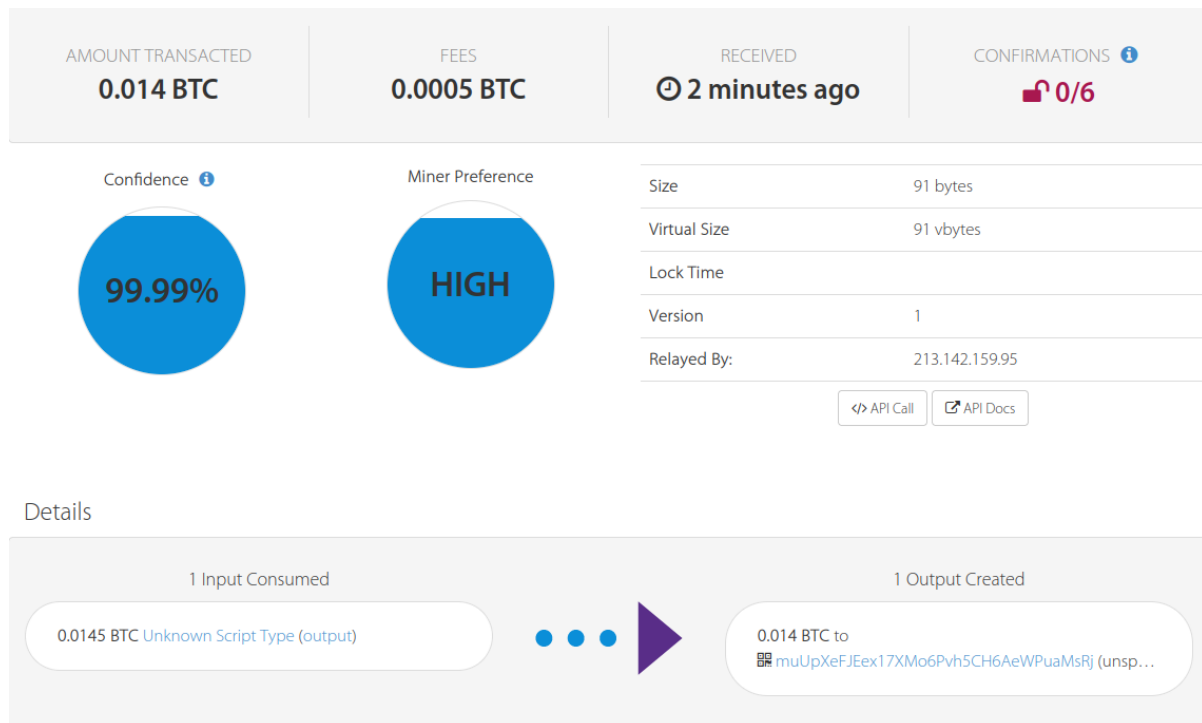 AMOUNT TRANSACTED
0.014 BTC
FEES
0.0005 BTC
RECEIVED
2 minutes ago
CONFIRMATIONS
0/6
Confidence
99.99%
Miner Preference
HIGH
Size 91 bytes
Virtual Size 91 vbytes
Lock Time
Version 1
Relayed By: 213.142.159.95
</> API Call API Docs
Details
1 Input Consumed
0.0145 BTC Unknown Script Type (output)
1 Output Created
0.014 BTC to
muUpXeFJEex17XMo6Pvh5CH6AeWPuaMsRj (unsp…